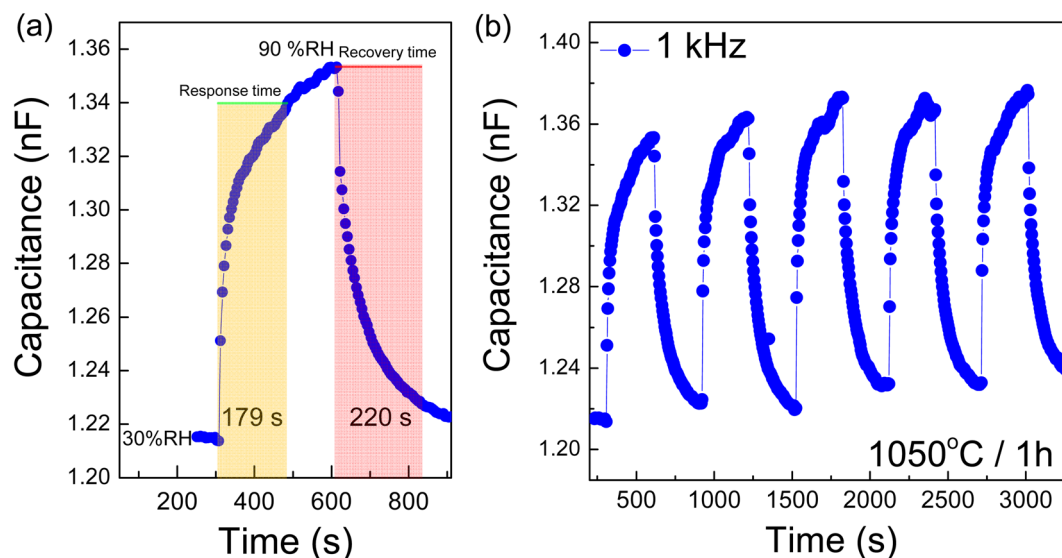 (a)
Capacitance (nF)
1.36
1.34
1.32
1.30
1.28
1.26
1.24
1.22
1.20
90 %RH
Recovery time
Response time
179 s
220 s
30%RH
200 400 600 800
Time (s)
(b)
Capacitance (nF)
1.40
1.36
1.32
1.28
1.24
1.20
1 kHz
1050°C / 1h
500 1000 1500 2000 2500 3000
Time (s)